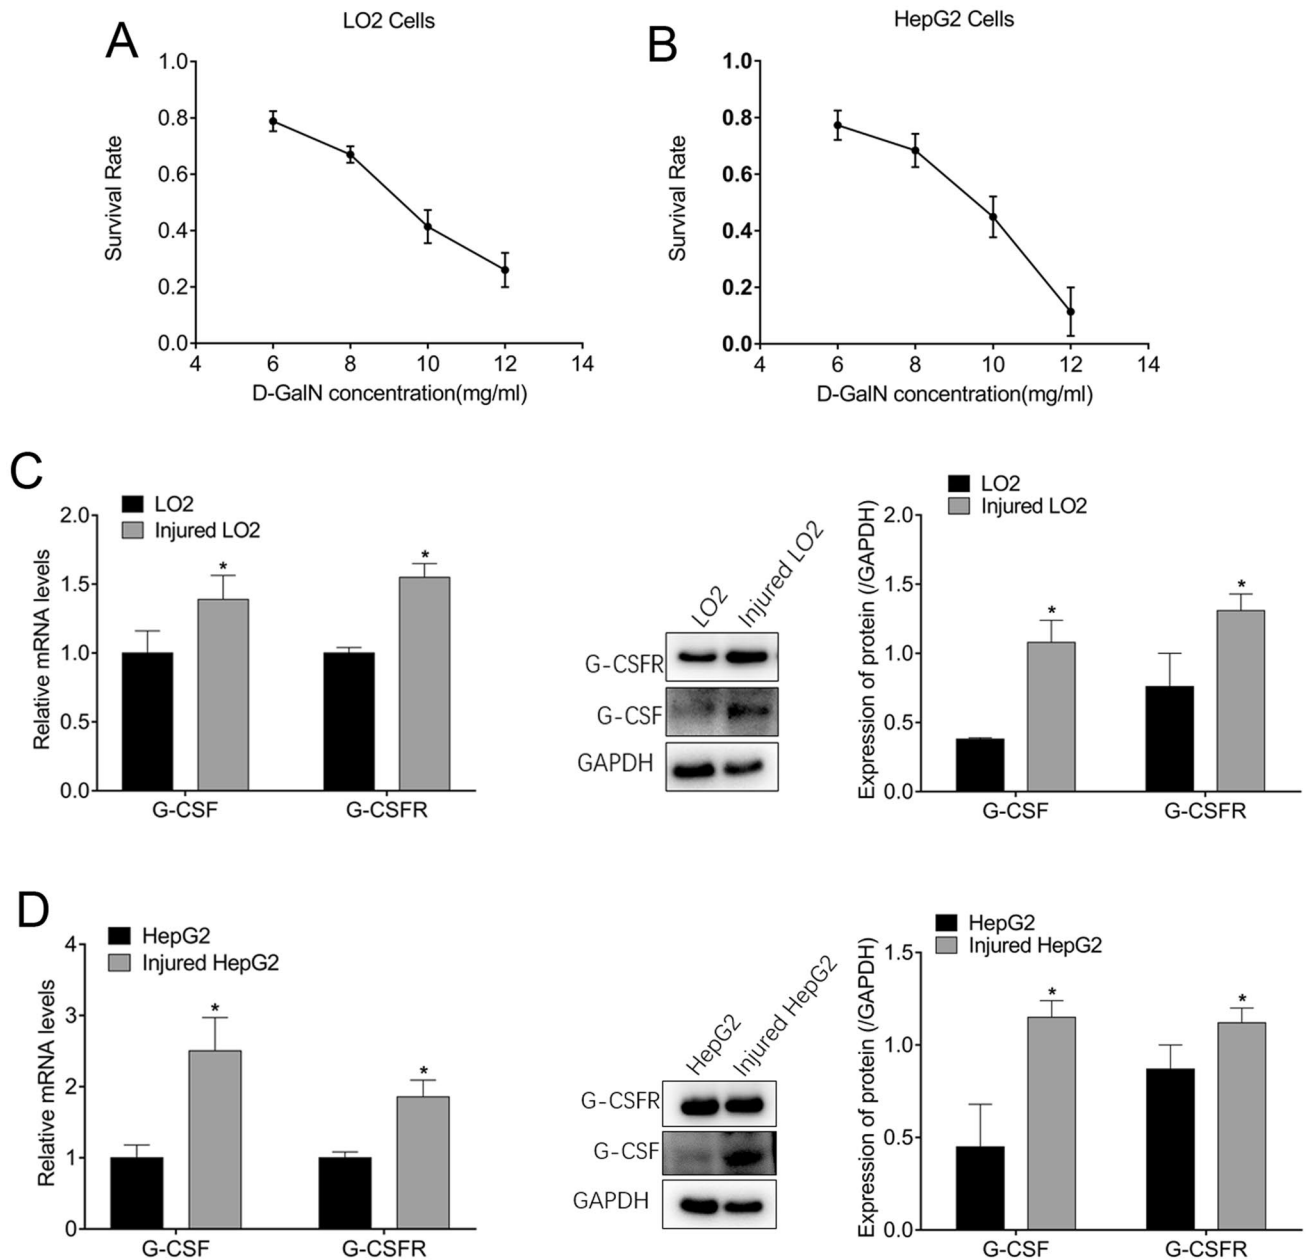 A
LO2 Cells
Survival Rate
1.0
0.8
0.6
0.4
0.2
0.0
4 6 8 10 12 14
D-GalN concentration(mg/ml)
B
HepG2 Cells
Survival Rate
1.0
0.8
0.6
0.4
0.2
0.0
4 6 8 10 12 14
D-GalN concentration(mg/ml)
C
LO2
Injured LO2
Relative mRNA levels
2.0
1.5
1.0
0.5
0.0
* *
G-CSF G-CSFR
LO2 Injured LO2
G-CSFR
G-CSF
GAPDH
LO2
Injured LO2
Expression of protein (/GAPDH)
2.0
1.5
1.0
0.5
0.0
* *
G-CSF G-CSFR
D
HepG2
Injured HepG2
Relative mRNA levels
4
3
2
1
0
* *
G-CSF G-CSFR
HepG2 Injured HepG2
G-CSFR
G-CSF
GAPDH
HepG2
Injured HepG2
Expression of protein (/GAPDH)
1.5
1.0
0.5
0.0
* *
G-CSF G-CSFR